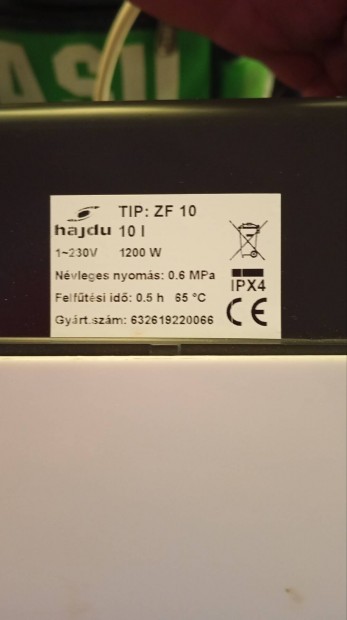 ASU
TIP: ZF 10
hajdu 10 l
1~230V 1200 W
Névleges nyomás: 0.6 MPa
IPX4
Felfűtési idő: 0.5 h 65 °C
CE
Gyárt.szám: 632619220066